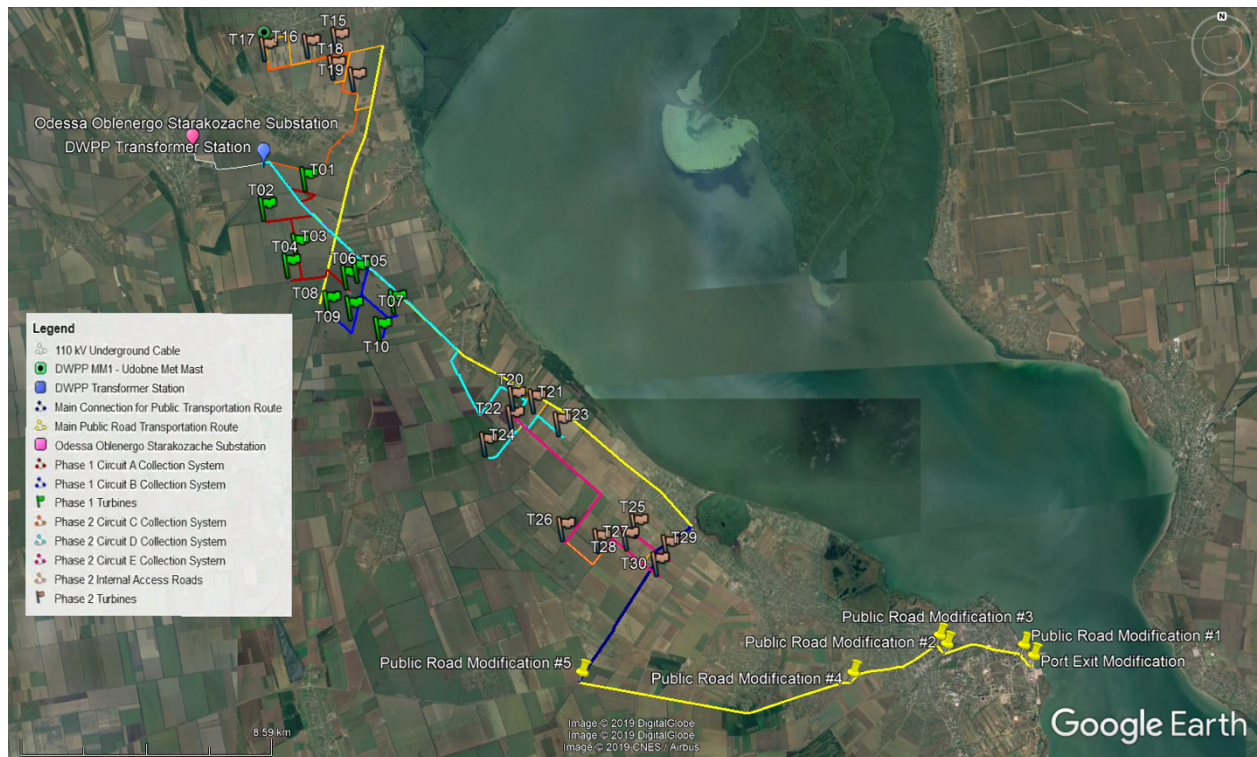 N
T15
T17
T16
T18
T19
Odessa Oblenergo Starakozache Substation
DWPP Transformer Station
T01
T02
T03
T04
T06
T05
T08
T07
T09
T10
Legend
110 kV Underground Cable
DWPP MM1 - Udobne Met Mast
DWPP Transformer Station
Main Connection for Public Transportation Route
Main Public Road Transportation Route
Odessa Oblenergo Starakozache Substation
Phase 1 Circuit A Collection System
Phase 1 Circuit B Collection System
Phase 1 Turbines
Phase 2 Circuit C Collection System
Phase 2 Circuit D Collection System
Phase 2 Circuit E Collection System
Phase 2 Internal Access Roads
Phase 2 Turbines
T20
T21
T22
T23
T24
T25
T26
T27
T29
T28
T30
Public Road Modification #3
Public Road Modification #2
Public Road Modification #1
Port Exit Modification
Public Road Modification #5
Public Road Modification #4
Image © 2019 DigitalGlobe
Image © 2019 DigitalGlobe
Image © 2019 CNES / Airbus
8.59 km
Google Earth